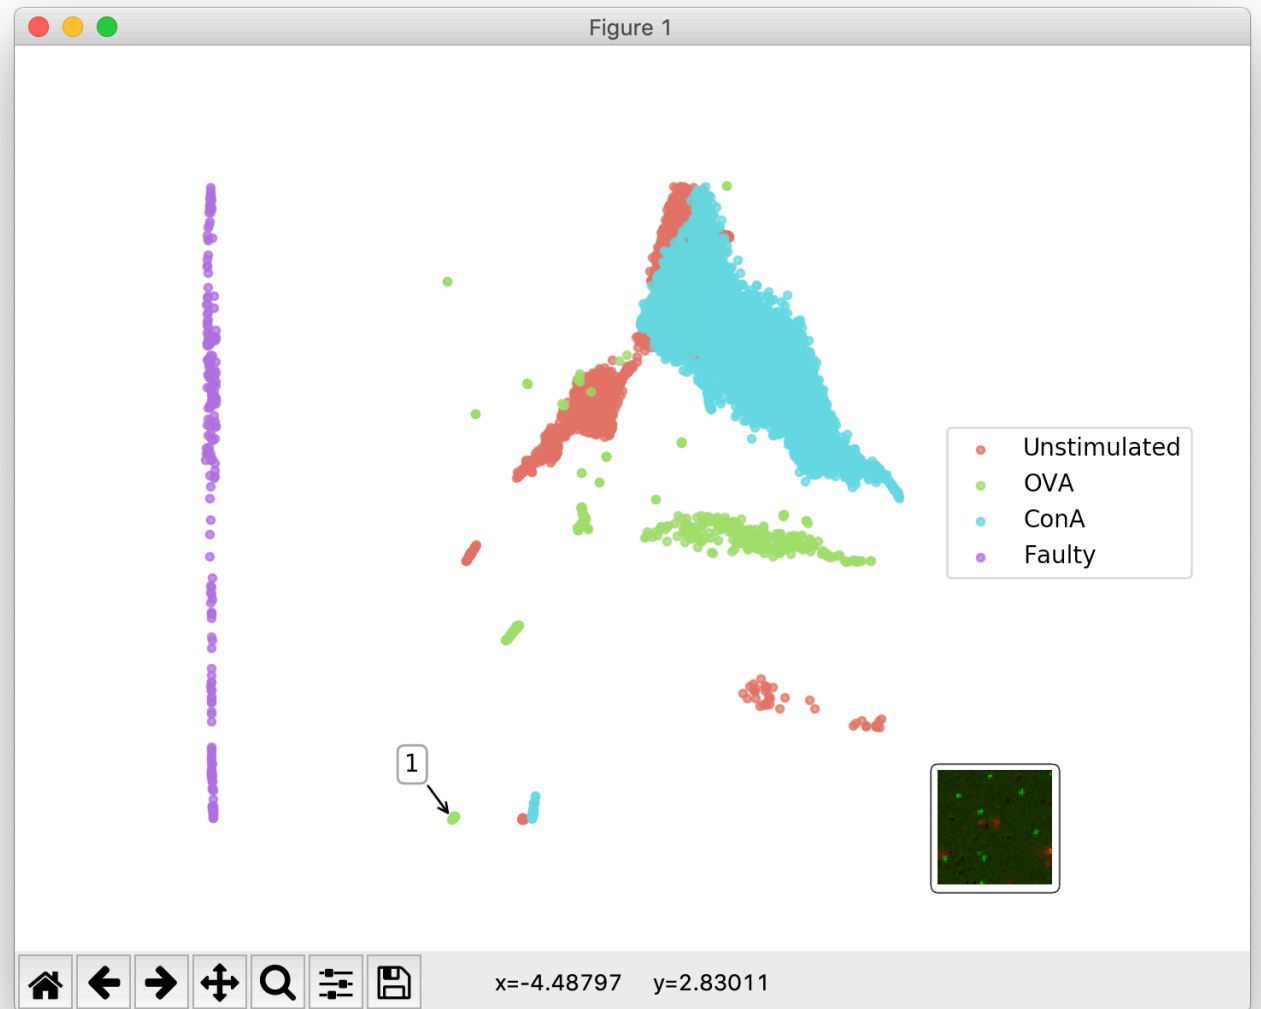 Figure 1
Unstimulated
OVA
ConA
Faulty
1
x=-4.48797 y=2.83011